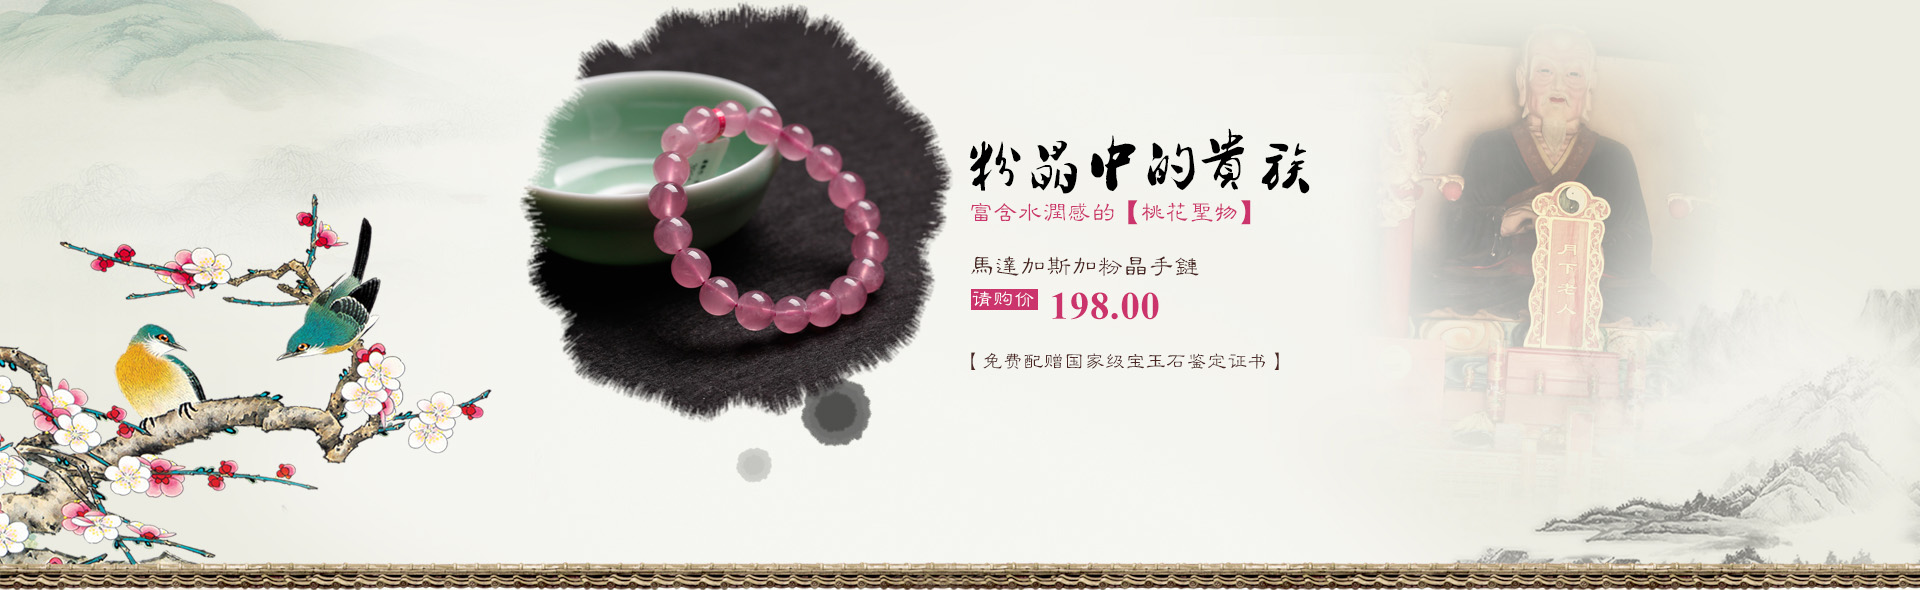 粉晶中的貴族
富含水潤感的【桃花聖物】
馬達加斯加粉晶手鏈
请购价 198.00
【免费配赠国家级宝玉石鉴定证书】
月下老人